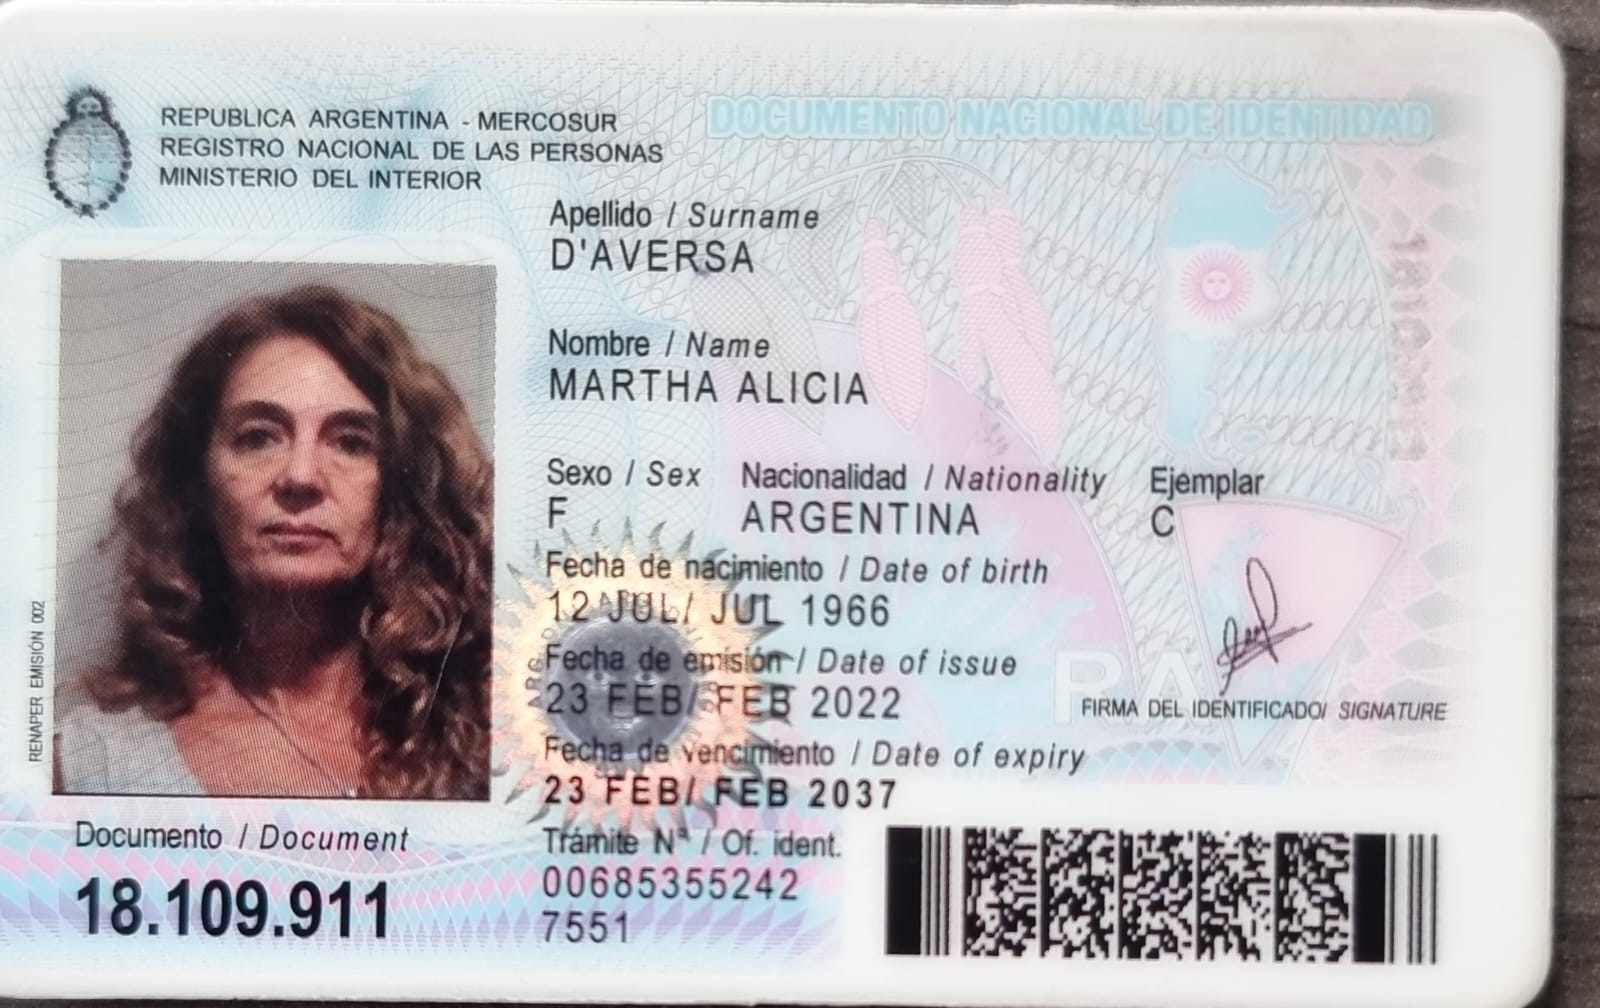 REPUBLICA ARGENTINA - MERCOSUR
REGISTRO NACIONAL DE LAS PERSONAS
MINISTERIO DEL INTERIOR
DOCUMENTO NACIONAL DE IDENTIDAD
Apellido / Surname
D'AVERSA
Nombre / Name
MARTHA ALICIA
Sexo / Sex Nacionalidad / Nationality Ejemplar
F ARGENTINA C
Fecha de nacimiento / Date of birth
12 JUL/ JUL 1966
Fecha de emisión / Date of issue
23 FEB/ FEB 2022
FIRMA DEL IDENTIFICADO/ SIGNATURE
Fecha de vencimiento / Date of expiry
23 FEB/ FEB 2037
RENAPER EMISIÓN 002
Documento / Document
18.109.911
Trámite Nº / Of. ident.
00685355242
7551